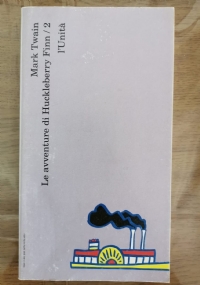 Mark Twain
Le avventure di Huckleberry Finn / 2
l'Unità